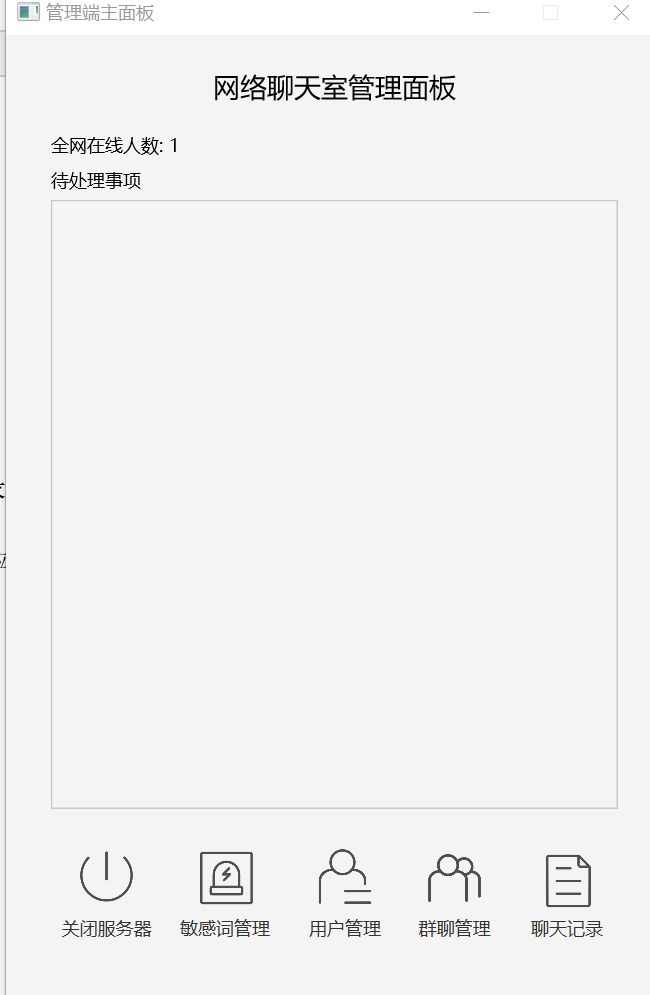 管理端主面板
网络聊天室管理面板
全网在线人数: 1
待处理事项
关闭服务器 敏感词管理 用户管理 群聊管理 聊天记录